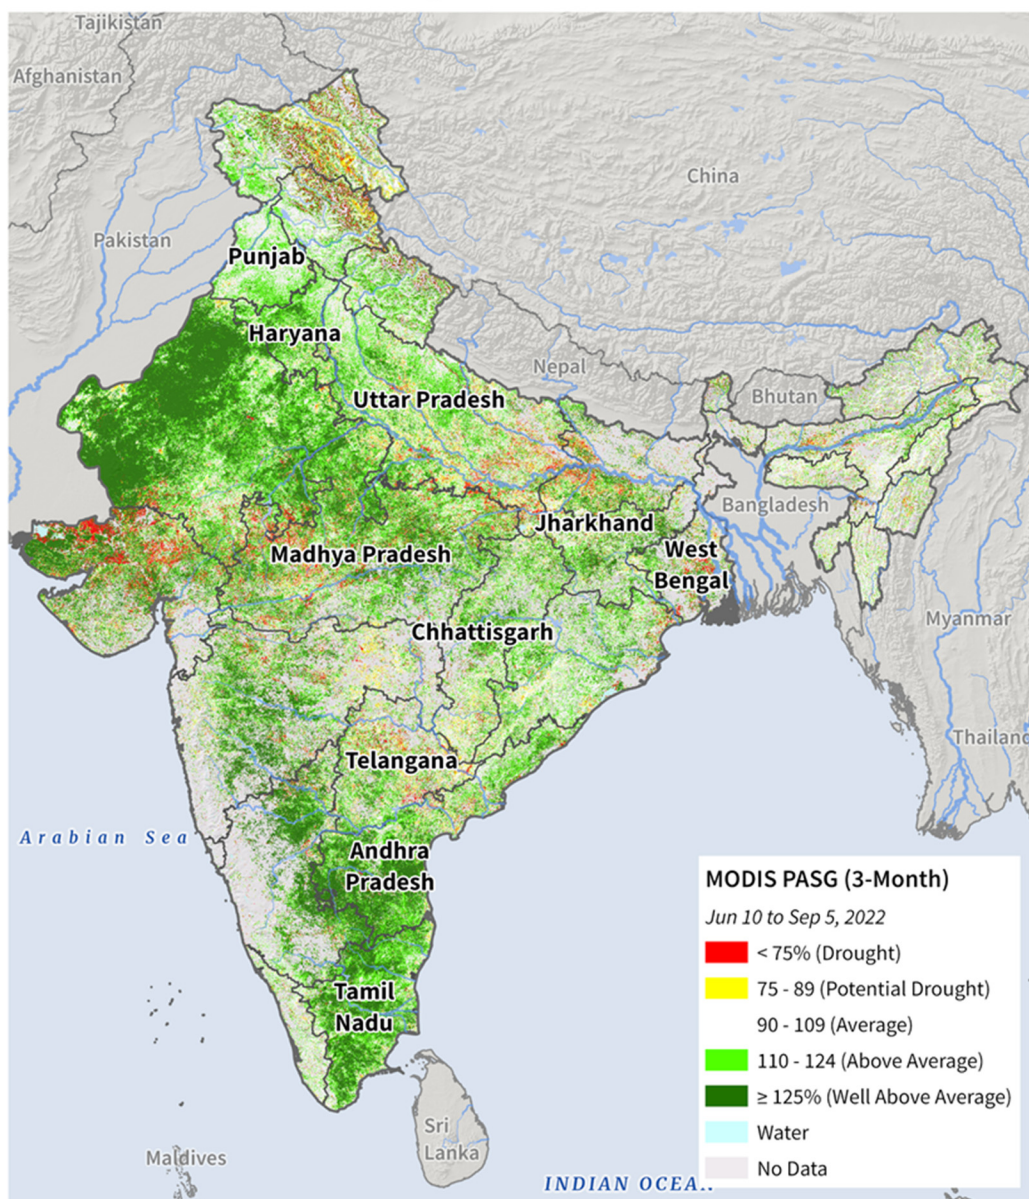 Tajikistan
Afghanistan
China
Pakistan
Punjab
Haryana
Nepal
Uttar Pradesh
Bhutan
Bangladesh
Jharkhand
Madhya Pradesh
West
Bengal
Chhattisgarh
Myanmar
Thailand
Telangana
Arabian Sea
Andhra
Pradesh
Tamil
Nadu
Sri
Lanka
Maldives
INDIAN OCEAN
MODIS PASG (3-Month)
Jun 10 to Sep 5, 2022
< 75% (Drought)
75 - 89 (Potential Drought)
90 - 109 (Average)
110 - 124 (Above Average)
≥ 125% (Well Above Average)
Water
No Data